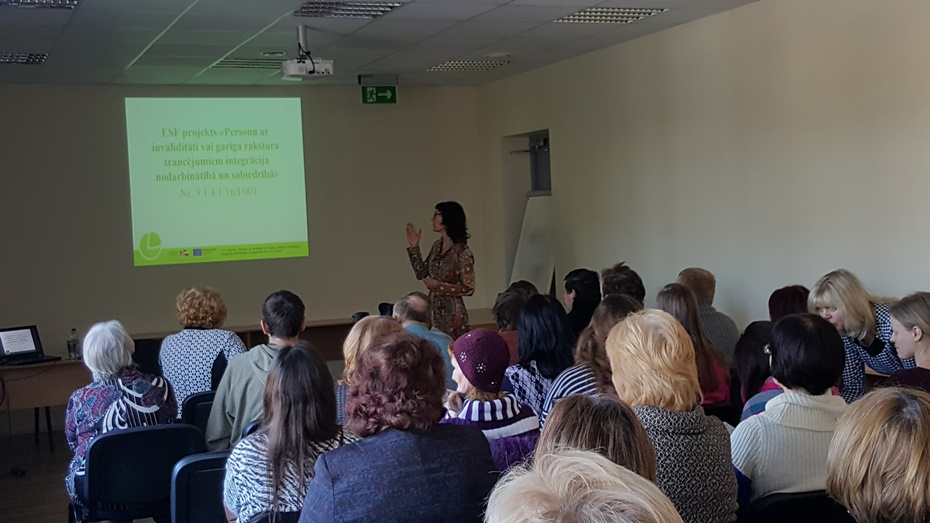 ESF projekts «Personu ar
invaliditāti vai garīga rakstura
traucējumiem integrācija
nodarbinātībā un sabiedrībā»
Nr. 9.1.4.1/16/I/001